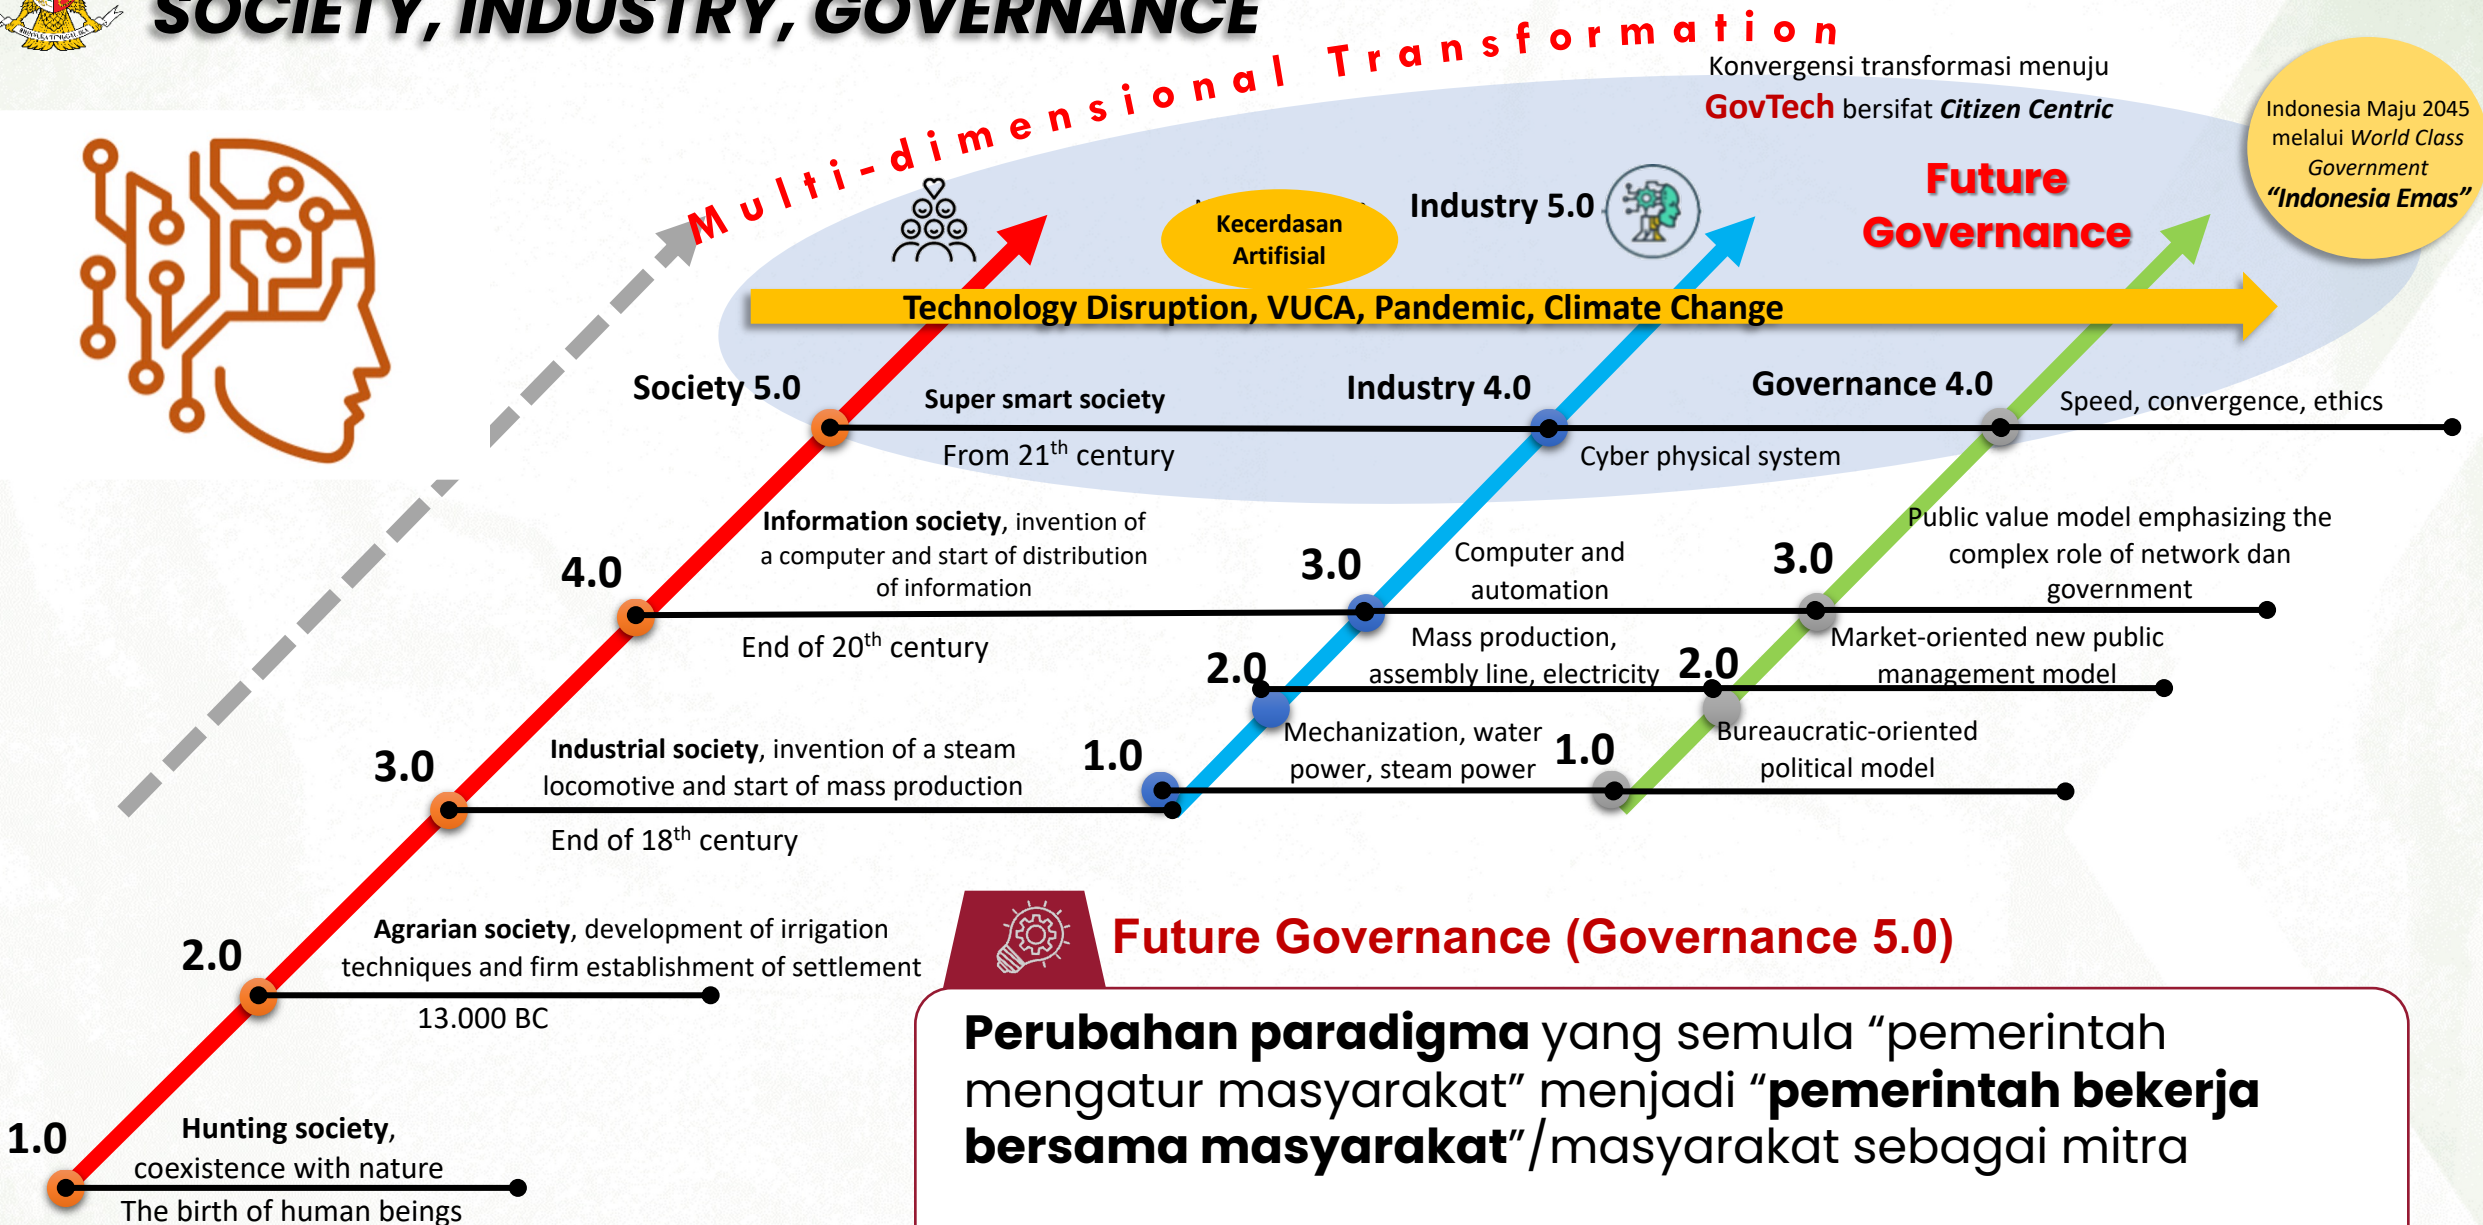 SOCIETY, INDUSTRY, GOVERNANCE
Multi-dimensional Transformation
Konvergensi transformasi menuju
GovTech bersifat Citizen Centric
Indonesia Maju 2045
melalui World Class
Government
“Indonesia Emas”
Future
Governance
Industry 5.0
Kecerdasan
Artifisial
Technology Disruption, VUCA, Pandemic, Climate Change
Society 5.0
Super smart society
From 21th century
Industry 4.0
Cyber physical system
Governance 4.0
Speed, convergence, ethics
4.0
Information society, invention of
a computer and start of distribution
of information
End of 20th century
3.0
Computer and
automation
3.0
Public value model emphasizing the
complex role of network dan
government
2.0
Mass production,
assembly line, electricity
2.0
Market-oriented new public
management model
3.0
Industrial society, invention of a steam
locomotive and start of mass production
End of 18th century
1.0
Mechanization, water
power, steam power
1.0
Bureaucratic-oriented
political model
2.0
Agrarian society, development of irrigation
techniques and firm establishment of settlement
13.000 BC
1.0
Hunting society,
coexistence with nature
The birth of human beings
Future Governance (Governance 5.0)
Perubahan paradigma yang semula “pemerintah
mengatur masyarakat” menjadi “pemerintah bekerja
bersama masyarakat”/masyarakat sebagai mitra